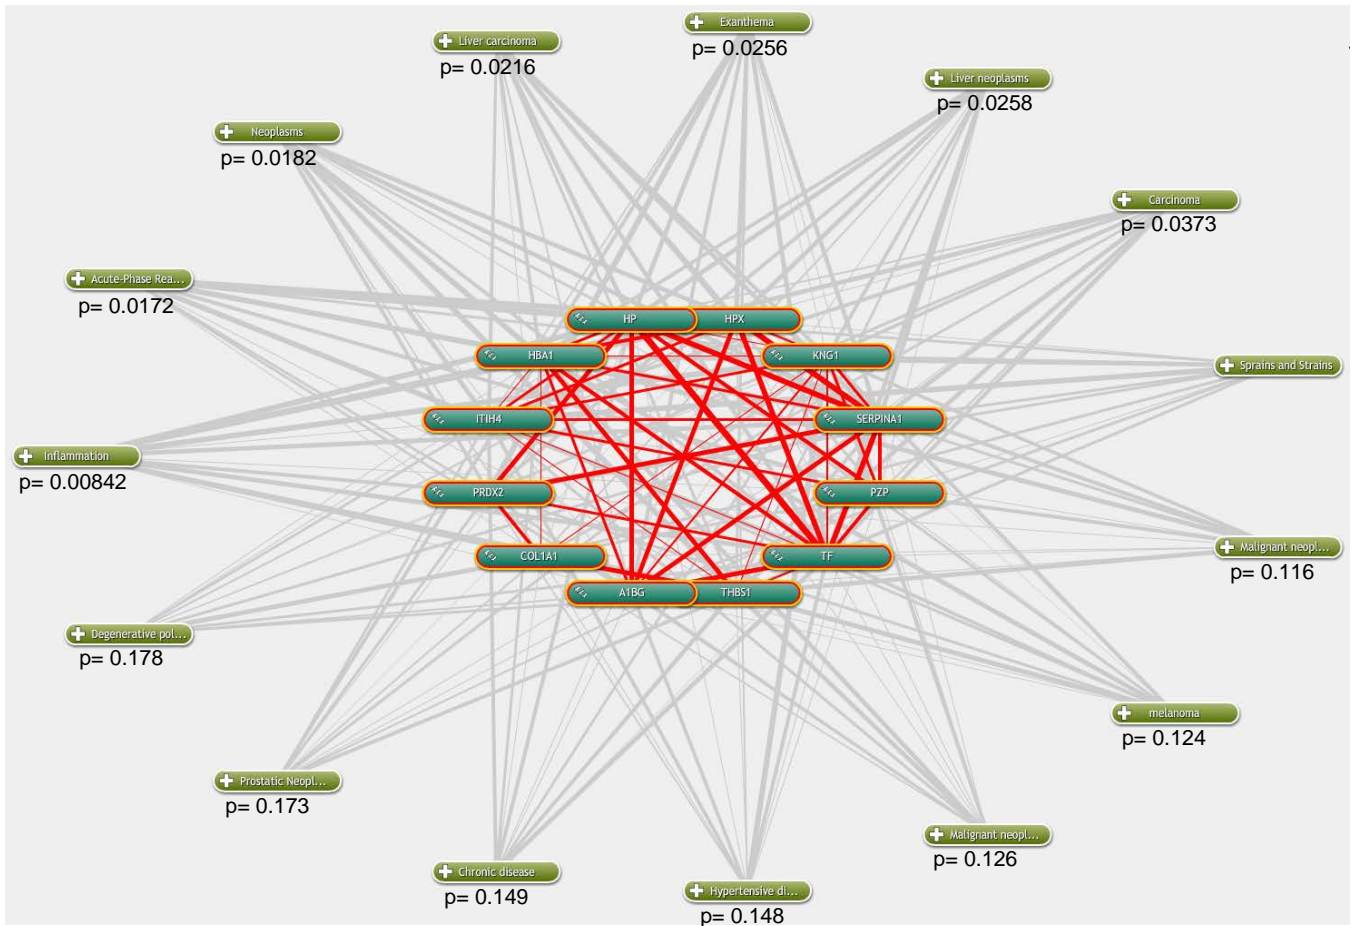 Exanthema
p= 0.0256
Liver carcinoma
p= 0.0216
Liver neoplasms
p= 0.0258
Neoplasms
p= 0.0182
Carcinoma
p= 0.0373
Acute-Phase Rea...
p= 0.0172
HP
HPX
HBA1
KNG1
Sprains and Strains
ITIH4
SERPINA1
Inflammation
p= 0.00842
PRDX2
PZP
COL1A1
TF
Malignant neopl...
p= 0.116
A1BG
THBS1
Degenerative pol...
p= 0.178
melanoma
p= 0.124
Prostatic Neopl...
p= 0.173
Malignant neopl...
p= 0.126
Chronic disease
p= 0.149
Hypertensive di...
p= 0.148